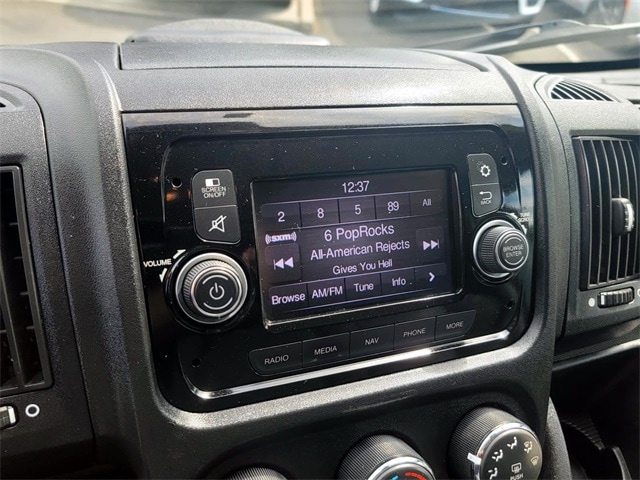 12:37
SCREEN
ON/OFF
2 8 5 89 All
BACK
((sxm))
6 PopRocks
All-American Rejects
Gives You Hell
VOLUME
BROWSE
ENTER
Browse AM/FM Tune Info >
RADIO MEDIA NAV PHONE MORE
PUSH